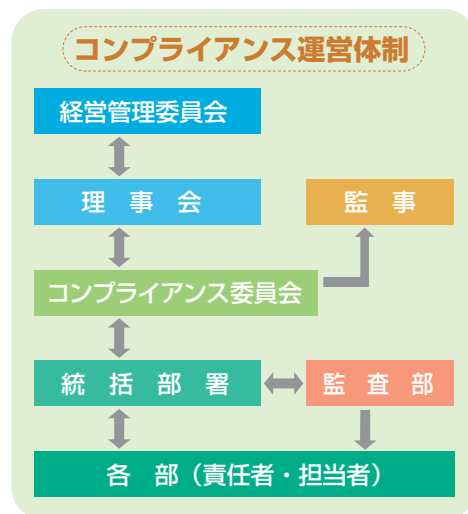 コンプライアンス運営体制
経営管理委員会
理　事　会
監　事
コンプライアンス委員会
統　括　部　署
監　査　部
各　部（責任者・担当者）